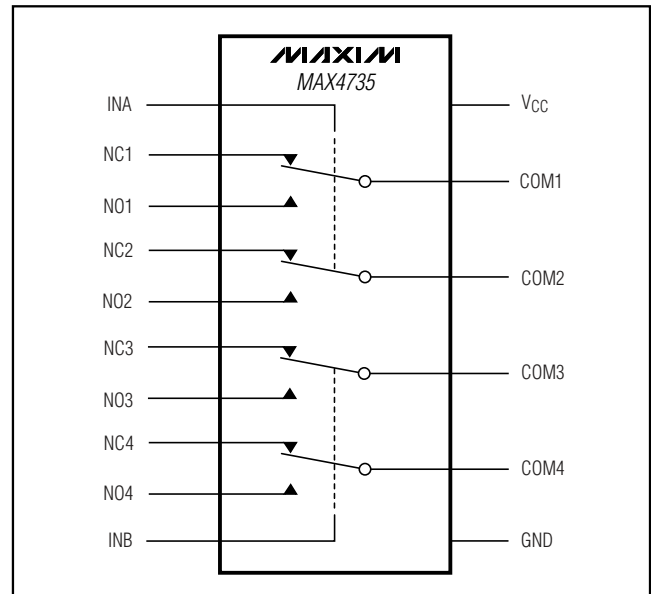 MAXIM
MAX4735
INA
VCC
NC1
COM1
NO1
NC2
COM2
NO2
NC3
COM3
NO3
NC4
COM4
NO4
INB
GND